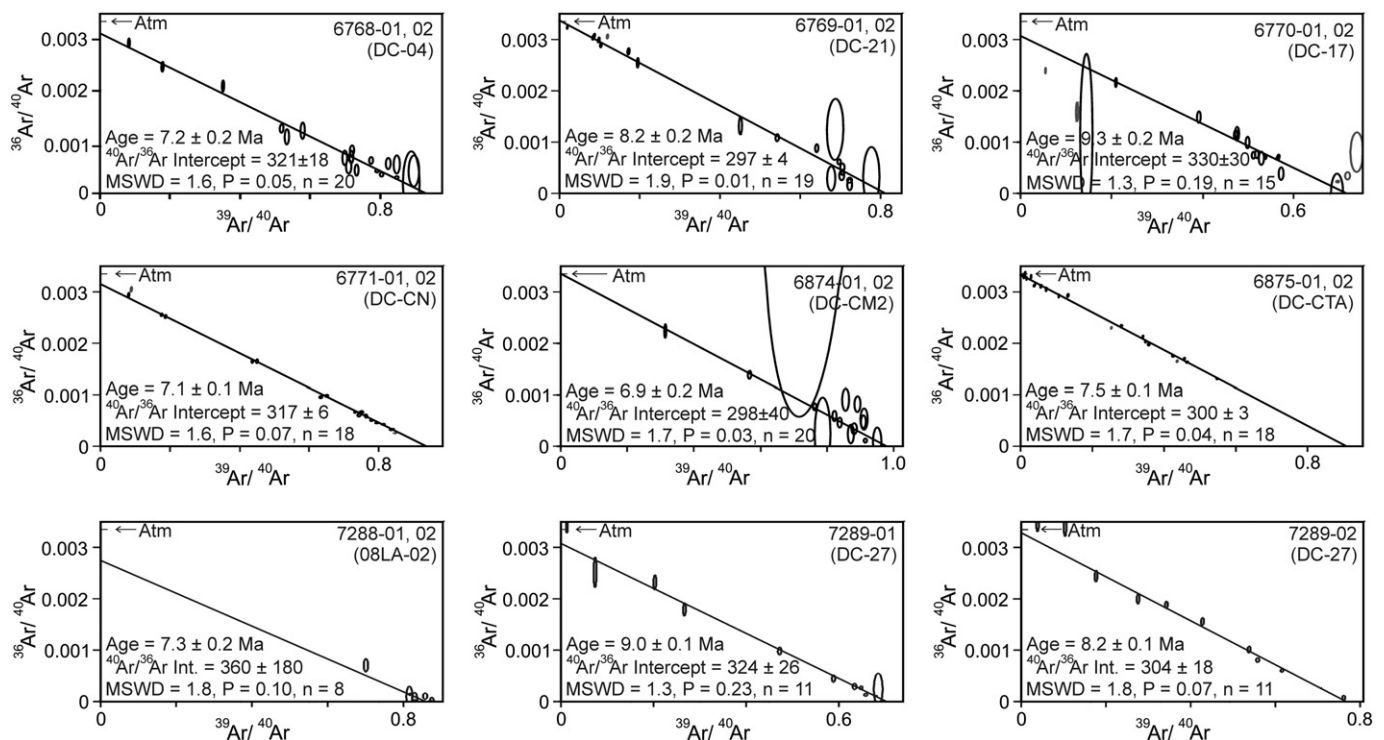 ← Atm
6768-01, 02
(DC-04)
0.003
0.002
0.001
0
36Ar/ 40Ar
Age = 7.2 ± 0.2 Ma
40Ar/36Ar Intercept = 321±18
MSWD = 1.6, P = 0.05, n = 20
0
0.8
39Ar/ 40Ar
← Atm
6769-01, 02
(DC-21)
0.003
0.002
0.001
0
36Ar/ 40Ar
Age = 8.2 ± 0.2 Ma
40Ar/36Ar Intercept = 297 ± 4
MSWD = 1.9, P = 0.01, n = 19
0
0.8
39Ar/ 40Ar
← Atm
6770-01, 02
(DC-17)
0.003
0.002
0.001
0
36Ar/ 40Ar
Age = 9.3 ± 0.2 Ma
40Ar/36Ar Intercept = 330±30
MSWD = 1.3, P = 0.19, n = 15
0
0.6
39Ar/ 40Ar
← Atm
6771-01, 02
(DC-CN)
0.003
0.002
0.001
0
36Ar/ 40Ar
Age = 7.1 ± 0.1 Ma
40Ar/36Ar Intercept = 317 ± 6
MSWD = 1.6, P = 0.07, n = 18
0
0.8
39Ar/ 40Ar
← Atm
6874-01, 02
(DC-CM2)
0.003
0.002
0.001
0
36Ar/ 40Ar
Age = 6.9 ± 0.2 Ma
40Ar/36Ar Intercept = 298±40
MSWD = 1.7, P = 0.03, n = 20
0
1.0
39Ar/ 40Ar
← Atm
6875-01, 02
(DC-CTA)
0.003
0.002
0.001
0
36Ar/ 40Ar
Age = 7.5 ± 0.1 Ma
40Ar/36Ar Intercept = 300 ± 3
MSWD = 1.7, P = 0.04, n = 18
0
0.8
39Ar/ 40Ar
← Atm
7288-01, 02
(08LA-02)
0.003
0.002
0.001
0
36Ar/ 40Ar
Age = 7.3 ± 0.2 Ma
40Ar/36Ar Int. = 360 ± 180
MSWD = 1.8, P = 0.10, n = 8
0
0.8
39Ar/ 40Ar
← Atm
7289-01
(DC-27)
0.003
0.002
0.001
0
36Ar/ 40Ar
Age = 9.0 ± 0.1 Ma
40Ar/36Ar Intercept = 324 ± 26
MSWD = 1.3, P = 0.23, n = 11
0
0.6
39Ar/ 40Ar
← Atm
7289-02
(DC-27)
0.003
0.002
0.001
0
36Ar/ 40Ar
Age = 8.2 ± 0.1 Ma
40Ar/36Ar Int. = 304 ± 18
MSWD = 1.8, P = 0.07, n = 11
0
0.8
39Ar/ 40Ar